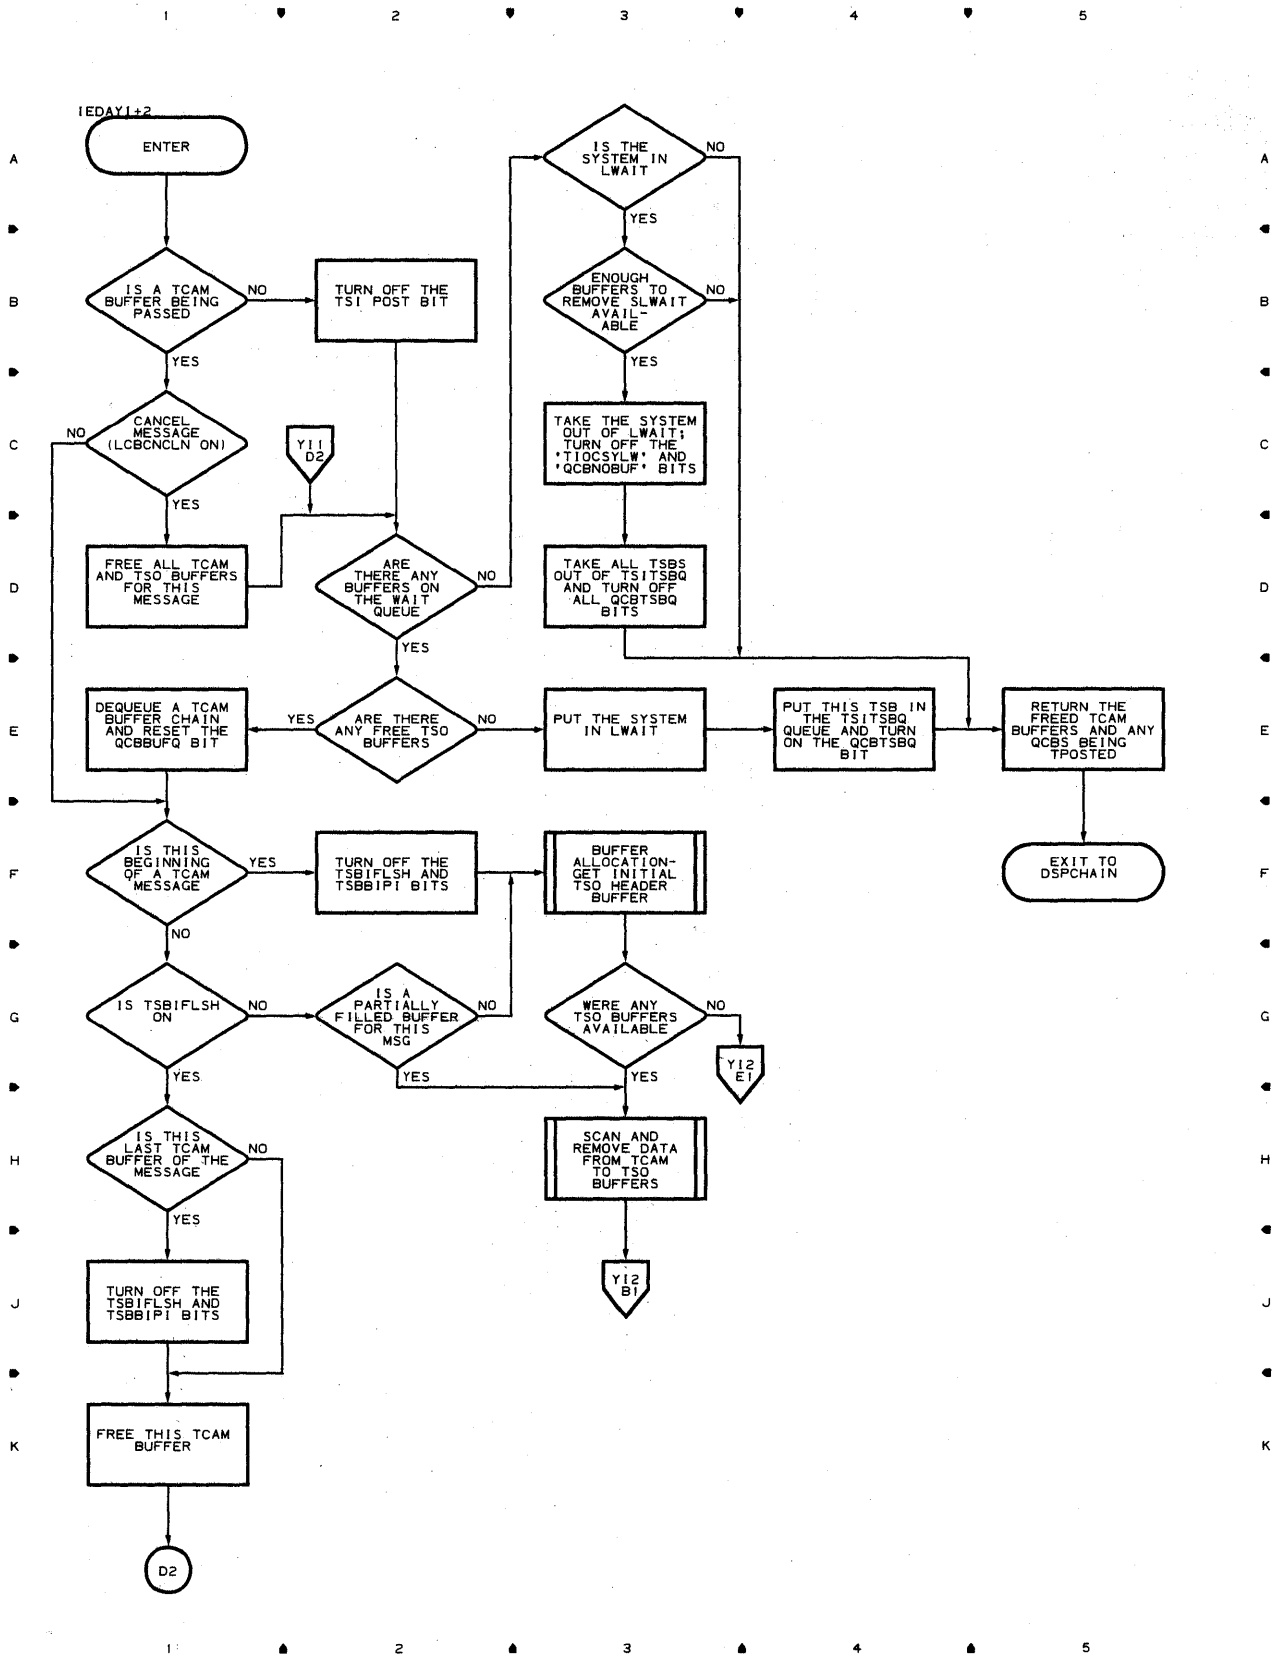 1 2 3 4 5
IEDAYI+2
ENTER
IS THE
SYSTEM IN
LWAIT
NO
A A
YES
IS A TCAM
BUFFER BEING
PASSED
NO
TURN OFF THE
TSI POST BIT
ENOUGH
BUFFERS TO
REMOVE SLWAIT
AVAIL-
ABLE
NO
B B
YES
YES
CANCEL
MESSAGE
(LCBCNCLN ON)
NO
YI1
D2
TAKE THE SYSTEM
OUT OF LWAIT;
TURN OFF THE
'TIOCSYLW' AND
'QCBNOBUF' BITS
C C
YES
FREE ALL TCAM
AND TSO BUFFERS
FOR THIS
MESSAGE
ARE
THERE ANY
BUFFERS ON
THE WAIT
QUEUE
NO
TAKE ALL TSBS
OUT OF TSITSBQ
AND TURN OFF
ALL QCBTSBQ
BITS
D D
YES
DEQUEUE A TCAM
BUFFER CHAIN
AND RESET THE
QCBBUFQ BIT
YES
ARE THERE
ANY FREE TSO
BUFFERS
NO
PUT THE SYSTEM
IN LWAIT
PUT THIS TSB IN
THE TSITSBQ
QUEUE AND TURN
ON THE QCBTSBQ
BIT
RETURN THE
FREED TCAM
BUFFERS AND ANY
QCBS BEING
TPOSTED
E E
IS THIS
BEGINNING
OF A TCAM
MESSAGE
YES
TURN OFF THE
TSBIFLSH AND
TSBBIPI BITS
BUFFER
ALLOCATION-
GET INITIAL
TSO HEADER
BUFFER
EXIT TO
DSPCHAIN
F F
NO
IS TSBIFLSH
ON
NO
IS A
PARTIALLY
FILLED BUFFER
FOR THIS
MSG
NO
WERE ANY
TSO BUFFERS
AVAILABLE
NO
G G
YI2
E1
YES
YES
YES
IS THIS
LAST TCAM
BUFFER OF THE
MESSAGE
NO
SCAN AND
REMOVE DATA
FROM TCAM
TO TSO
BUFFERS
H H
YES
TURN OFF THE
TSBIFLSH AND
TSBBIPI BITS
YI2
B1
J J
FREE THIS TCAM
BUFFER
K K
D2
1 2 3 4 5